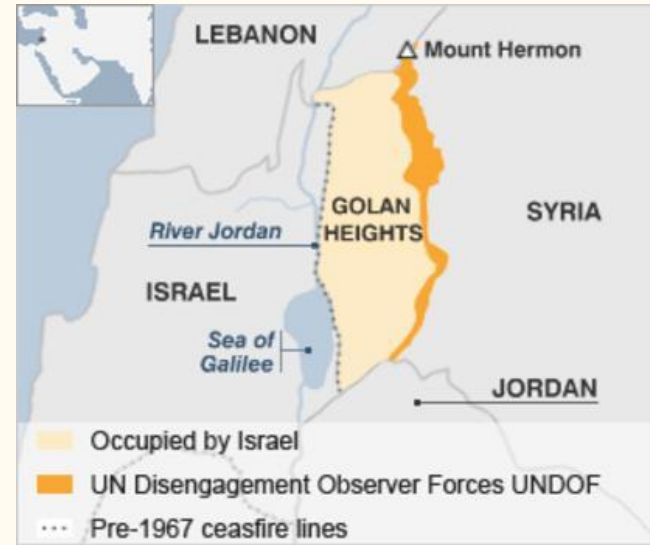 LEBANON
Mount Hermon
GOLAN
HEIGHTS
SYRIA
River Jordan
ISRAEL
Sea of
Galilee
JORDAN
Occupied by Israel
UN Disengagement Observer Forces UNDOF
Pre-1967 ceasfire lines